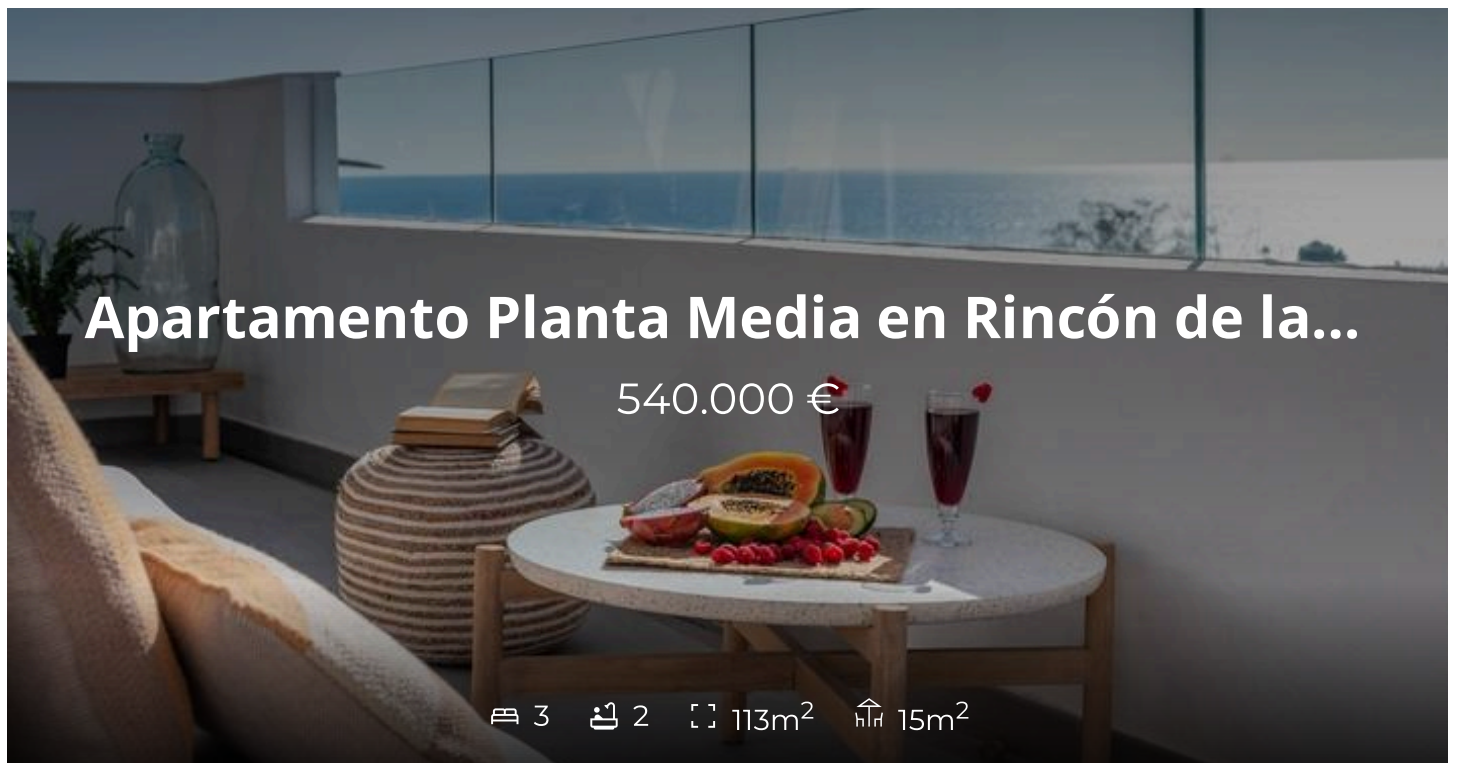 Apartamento Planta Media en Rincón de la...
540.000 €
3 2 113m² 15m²